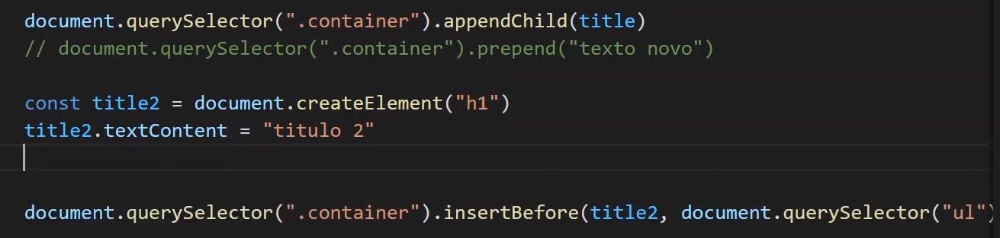 document.querySelector(".container").appendChild(title)
// document.querySelector(".container").prepend("texto novo")
const title2 = document.createElement("h1")
title2.textContent = "titulo 2"
document.querySelector(".container").insertBefore(title2, document.querySelector("ul")